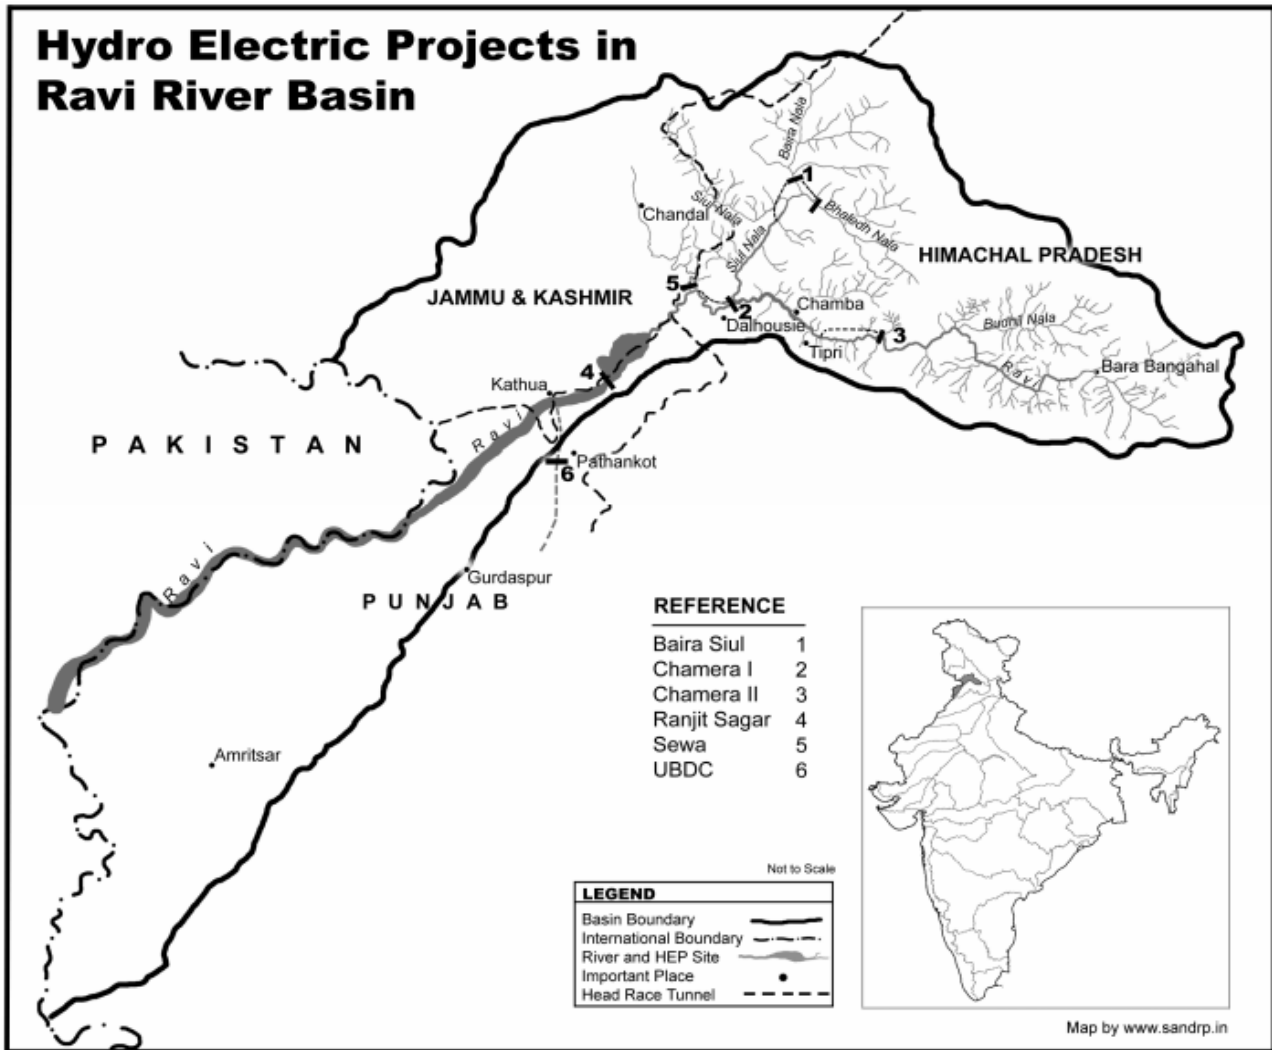 Hydro Electric Projects in
Ravi River Basin
Baira Nala
1
Siul Nala
Chandal
Bhaledh Nala
Siul Nala
HIMACHAL PRADESH
JAMMU & KASHMIR
5
2
Chamba
Dalhousie
Tipri
3
Budhil Nala
Ravi
Bara Bangahal
4
Kathua
Ravi
PAKISTAN
Pathankot
6
Ravi
Gurdaspur
PUNJAB
Amritsar
REFERENCE
Baira Siul 1
Chamera I 2
Chamera II 3
Ranjit Sagar 4
Sewa 5
UBDC 6
Not to Scale
LEGEND
Basin Boundary
International Boundary
River and HEP Site
Important Place
Head Race Tunnel
Map by www.sandrp.in